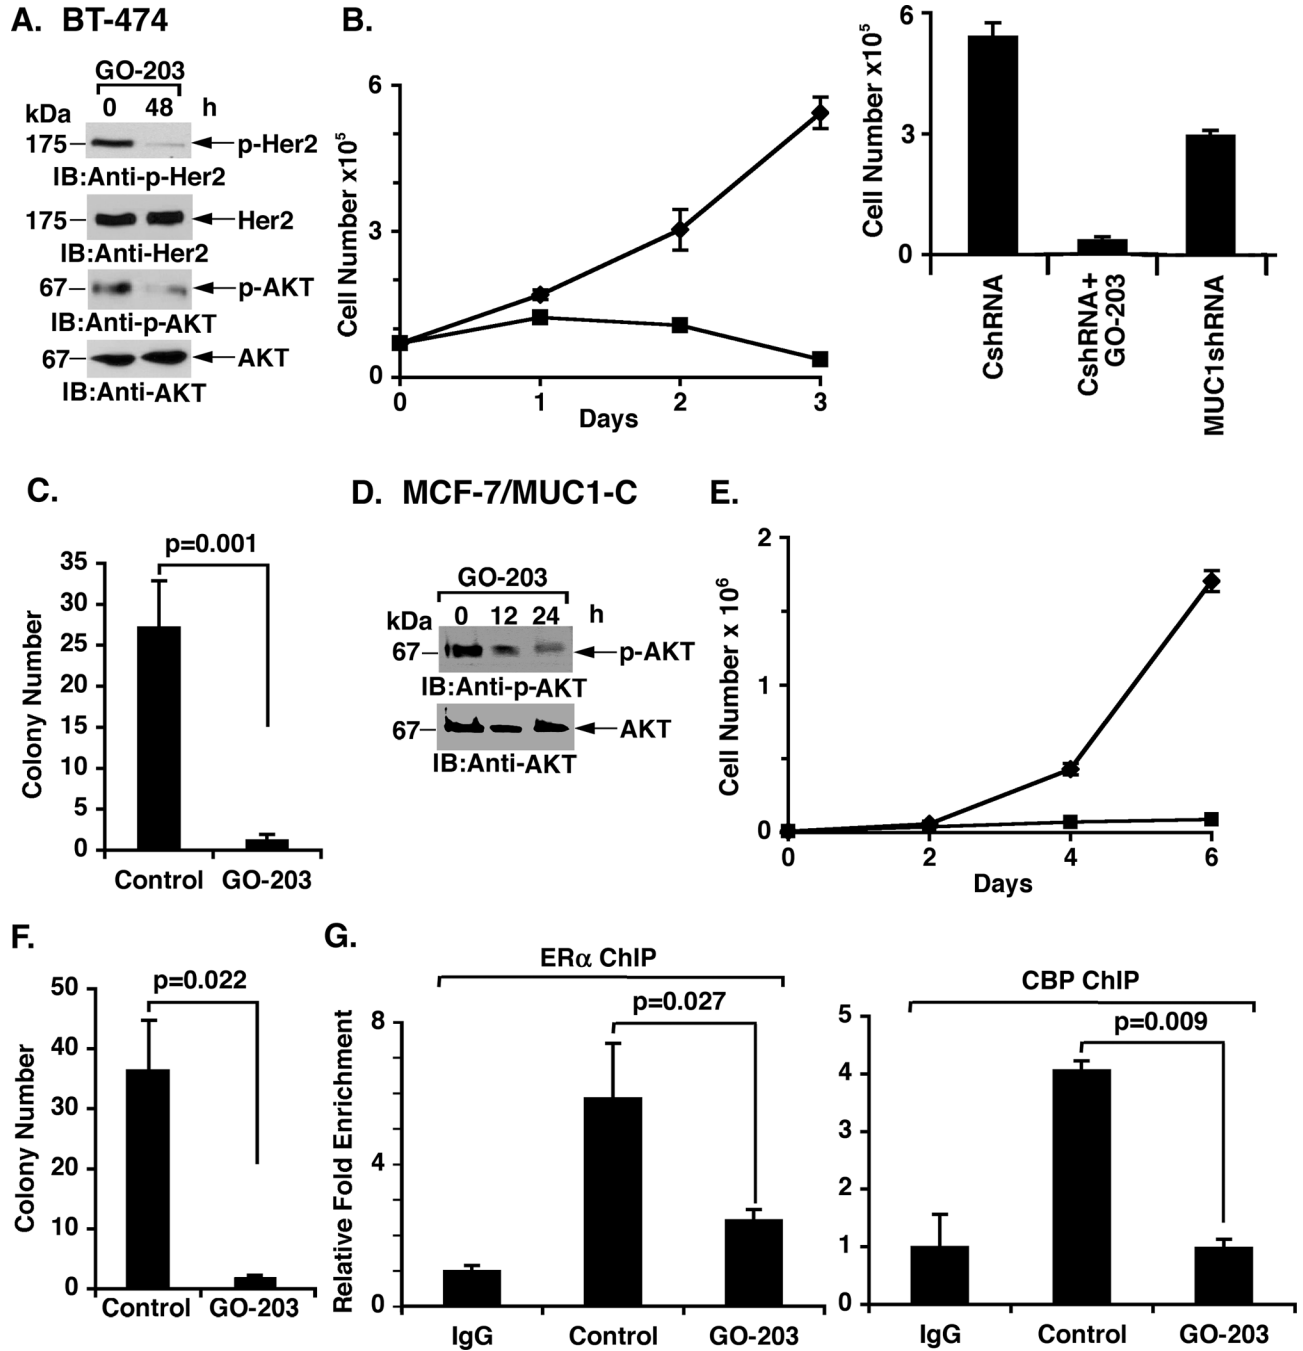 A. BT-474
GO-203
kDa 0 48 h
175 p-Her2
IB:Anti-p-Her2
175 Her2
IB:Anti-Her2
67 p-AKT
IB:Anti-p-AKT
67 AKT
IB:Anti-AKT
B.
Cell Number x10⁵
6
3
0
0 1 2 3
Days
Cell Number x10⁵
6
3
0
CshRNA
CshRNA+
GO-203
MUC1shRNA
C.
p=0.001
Colony Number
35
30
25
20
15
10
5
0
Control GO-203
D. MCF-7/MUC1-C
GO-203
kDa 0 12 24 h
67 p-AKT
IB:Anti-p-AKT
67 AKT
IB:Anti-AKT
E.
Cell Number x 10⁶
2
1
0
0 2 4 6
Days
F.
p=0.022
Colony Number
50
40
30
20
10
0
Control GO-203
G.
ERα ChIP
p=0.027
Relative Fold Enrichment
8
4
0
IgG Control GO-203
CBP ChIP
p=0.009
5
4
3
2
1
0
IgG Control GO-203